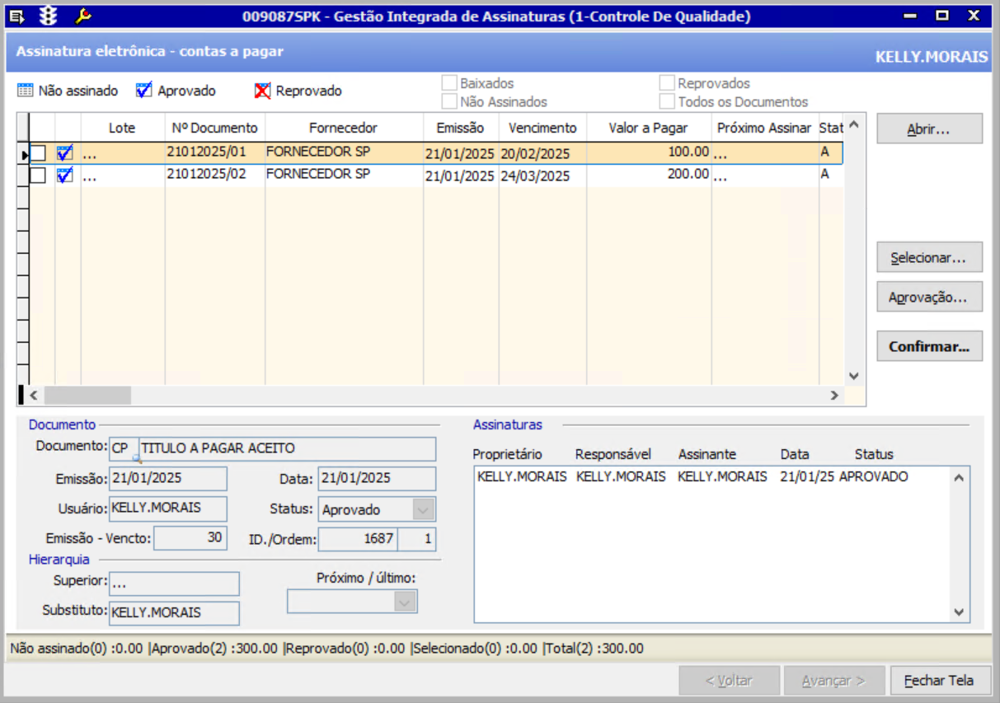 009087SPK - Gestão Integrada de Assinaturas (1-Controle De Qualidade)
Assinatura eletrônica - contas a pagar
KELLY.MORAIS
Não assinado Aprovado Reprovado
Baixados Reprovados
Não Assinados Todos os Documentos
Lote Nº Documento Fornecedor Emissão Vencimento Valor a Pagar Próximo Assinar Stat
... 21012025/01 FORNECEDOR SP 21/01/2025 20/02/2025 100.00 ... A
... 21012025/02 FORNECEDOR SP 21/01/2025 24/03/2025 200.00 ... A
Abrir...
Selecionar...
Aprovação...
Confirmar...
Documento
Documento: CP TITULO A PAGAR ACEITO
Emissão: 21/01/2025 Data: 21/01/2025
Usuário: KELLY.MORAIS Status: Aprovado
Emissão - Vencto: 30 ID./Ordem: 1687 1
Hierarquia
Superior: ... Próximo / último:
Substituto: KELLY.MORAIS
Assinaturas
Proprietário Responsável Assinante Data Status
KELLY.MORAIS KELLY.MORAIS KELLY.MORAIS 21/01/25 APROVADO
Não assinado(0) :0.00 |Aprovado(2) :300.00 |Reprovado(0) :0.00 |Selecionado(0) :0.00 |Total(2) :300.00
< Voltar Avançar > Fechar Tela